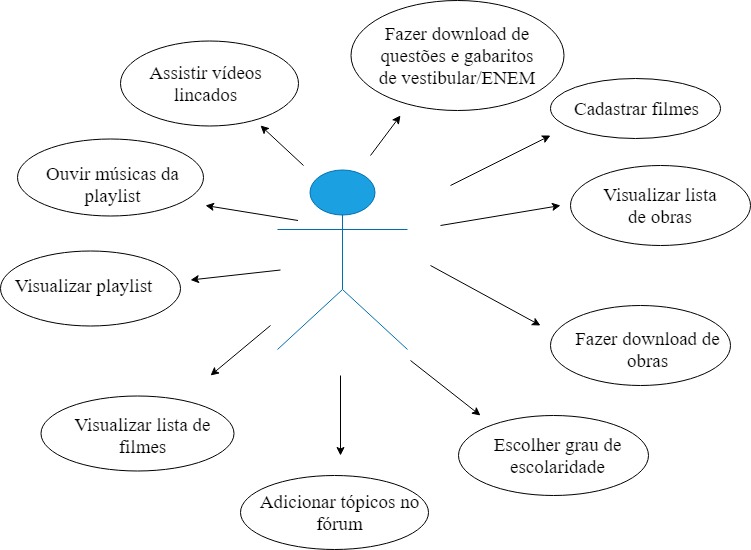 Fazer download de
questões e gabaritos
de vestibular/ENEM
Assistir vídeos
lincados
Cadastrar filmes
Ouvir músicas da
playlist
Visualizar lista
de obras
Visualizar playlist
Fazer download de
obras
Visualizar lista de
filmes
Escolher grau de
escolaridade
Adicionar tópicos no
fórum